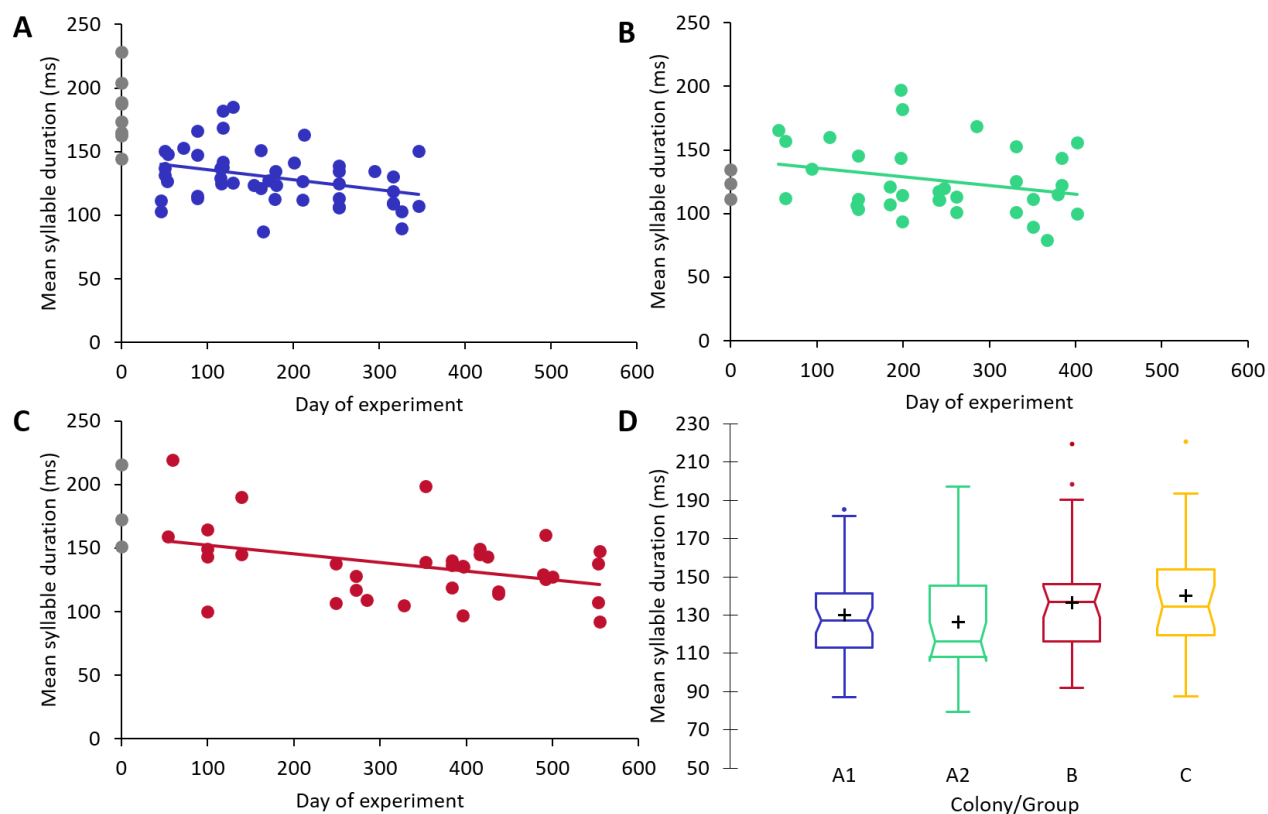 A
Mean syllable duration (ms)
250
200
150
100
50
0
0 100 200 300 400 500 600
Day of experiment
B
Mean syllable duration (ms)
250
200
150
100
50
0
0 100 200 300 400 500 600
Day of experiment
C
Mean syllable duration (ms)
250
200
150
100
50
0
0 100 200 300 400 500 600
Day of experiment
D
Mean syllable duration (ms)
230
210
190
170
150
130
110
90
70
50
A1 A2 B C
Colony/Group